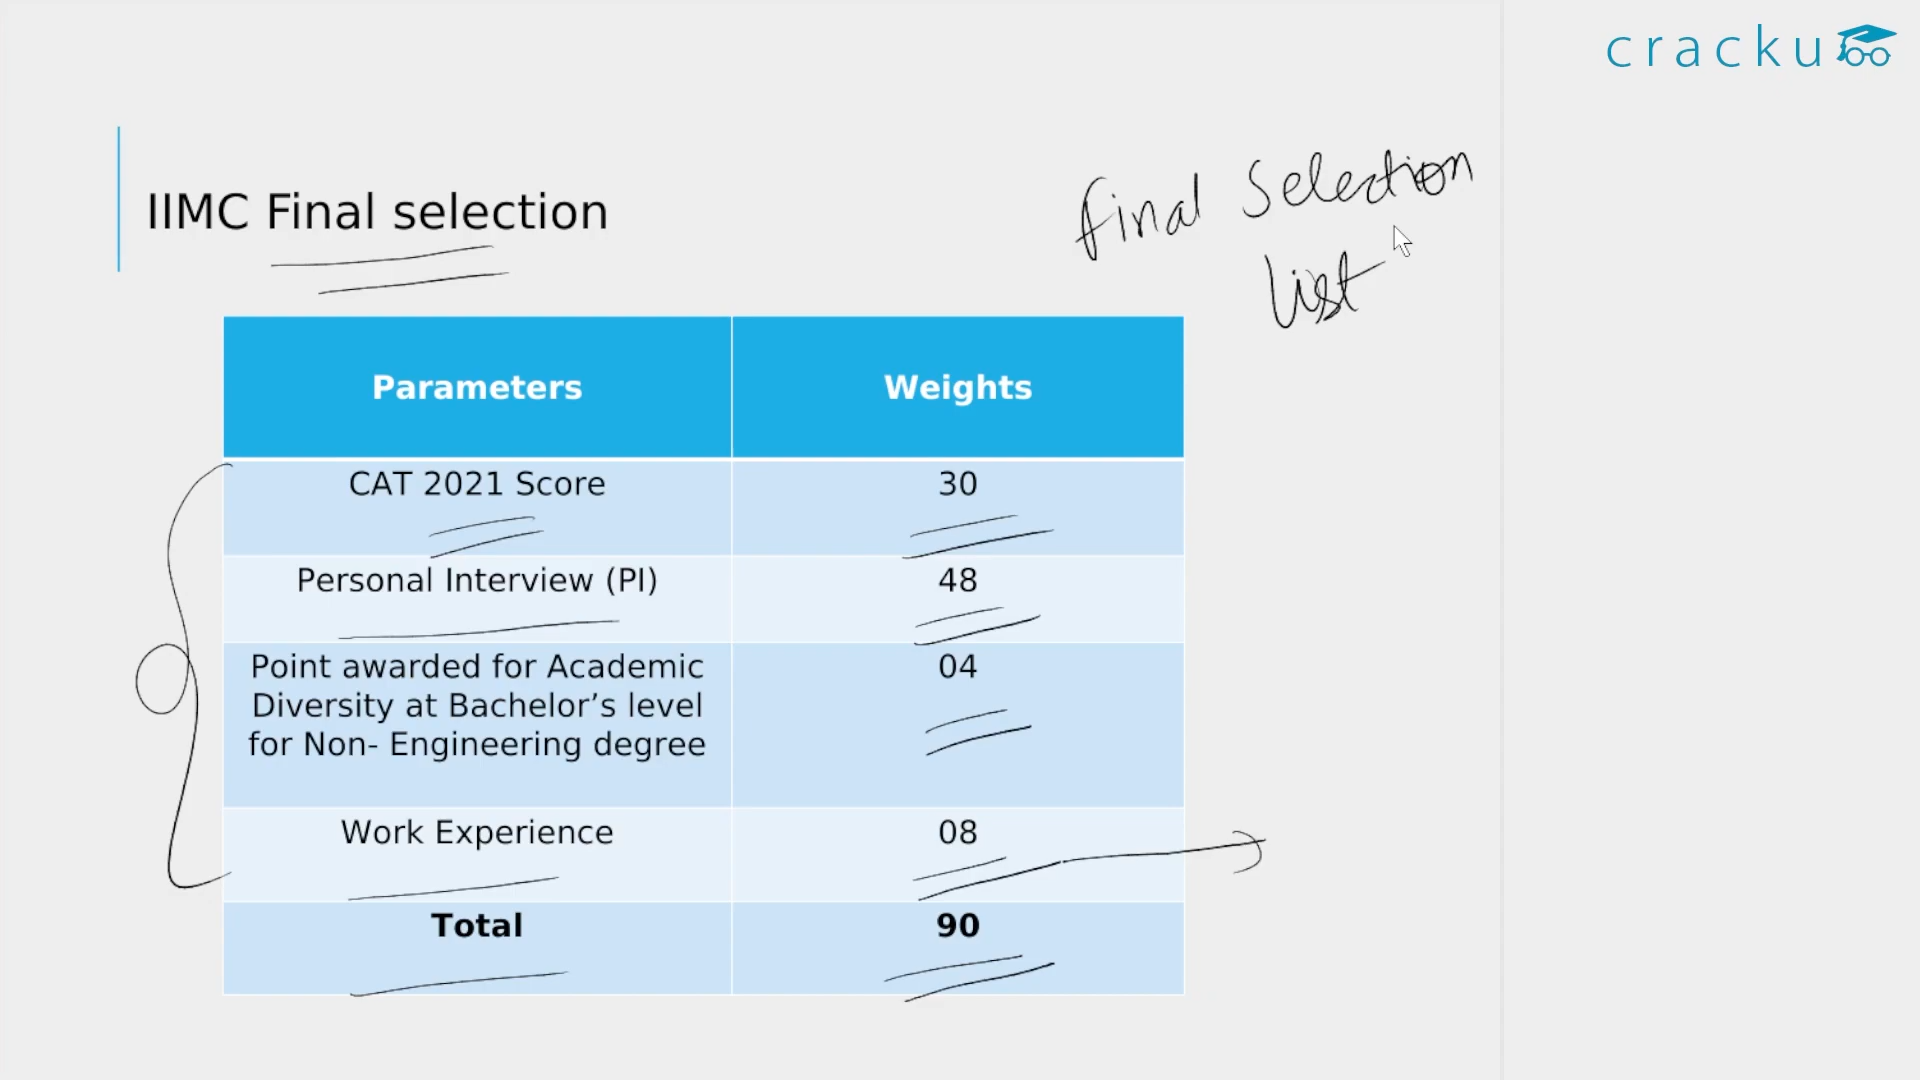 cracku
IIMC Final selection
Final Selection
List
Parameters
Weights
CAT 2021 Score
30
Personal Interview (PI)
48
Point awarded for Academic
Diversity at Bachelor’s level
for Non- Engineering degree
04
Work Experience
08
Total
90